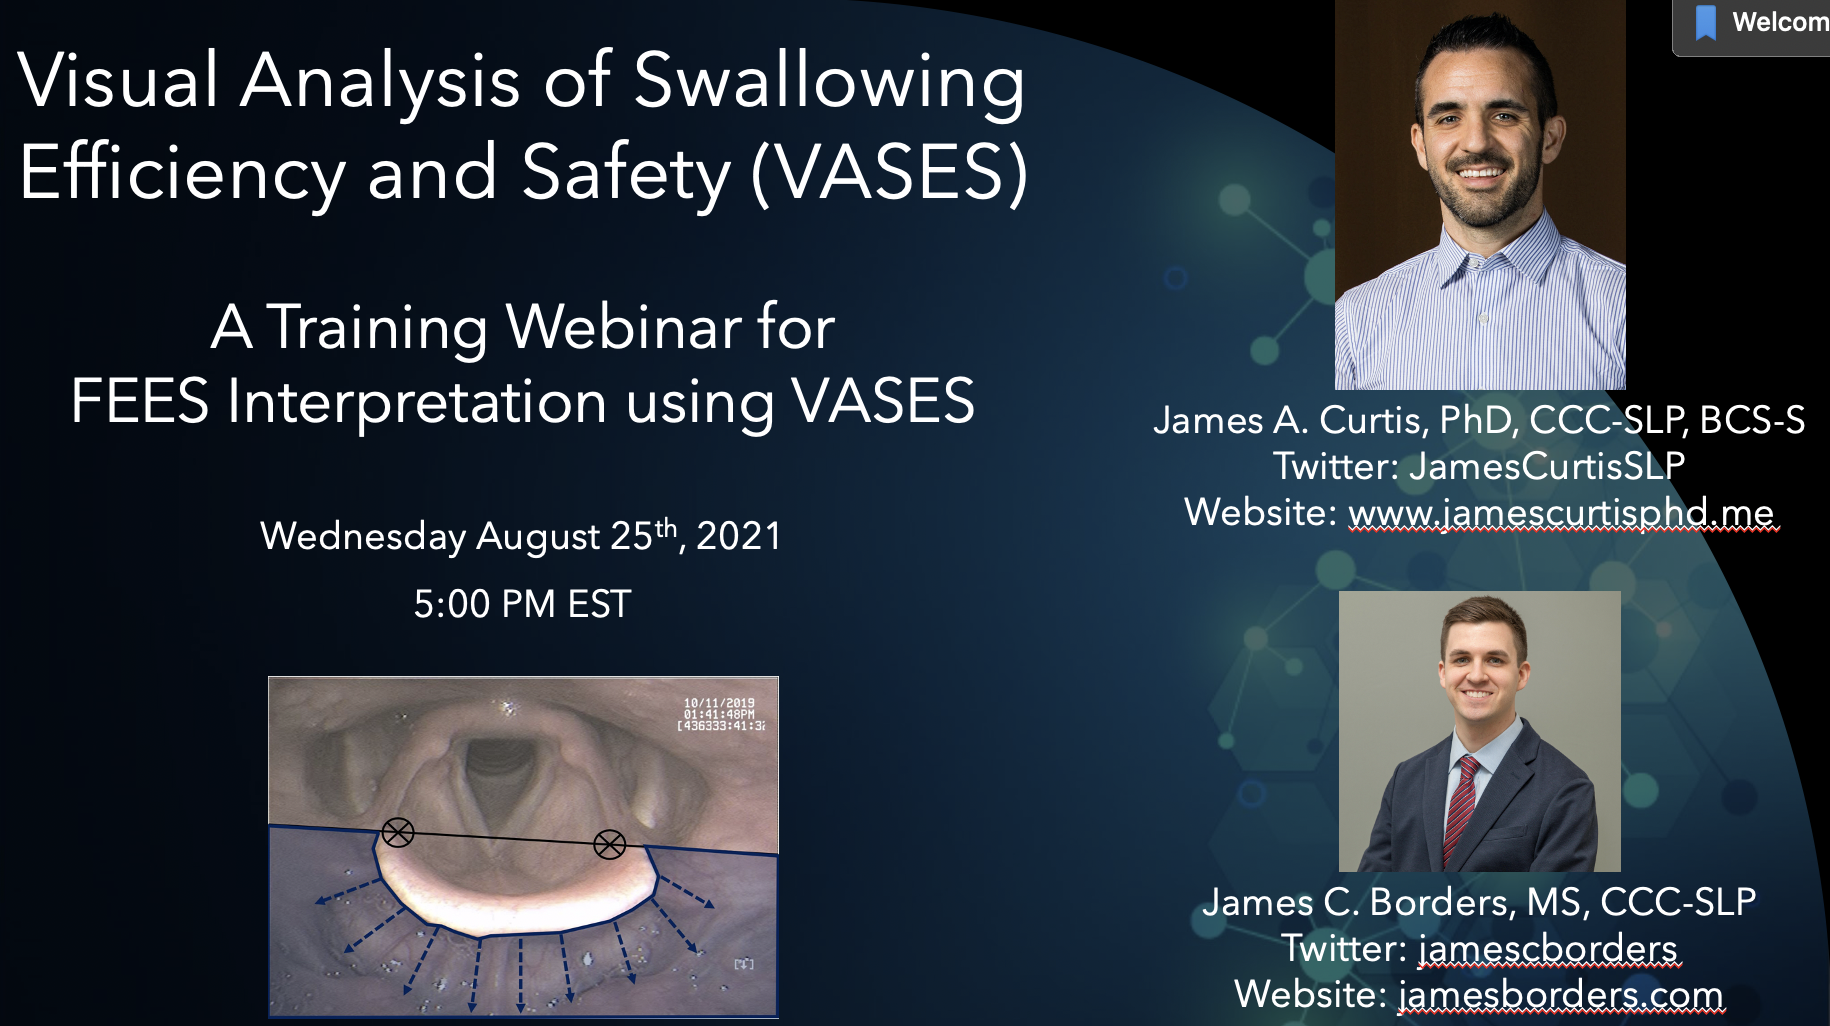 Visual Analysis of Swallowing
Efficiency and Safety (VASES)
A Training Webinar for
FEES Interpretation using VASES
Wednesday August 25th, 2021
5:00 PM EST
10/11/2019
01:41:48PM
Welcom
James A. Curtis, PhD, CCC-SLP, BCS-S
Twitter: JamesCurtisSLP
Website: www.jamescurtisphd.me
James C. Borders, MS, CCC-SLP
Twitter: jamescborders
Website: jamesborders.com